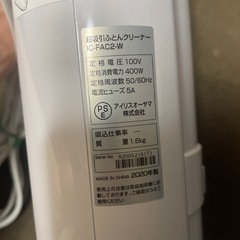 超吸引ふとんクリーナー
IC-FAC2-W
定格電圧 100V
定格消費電力 400W
定格周波数 50/60Hz
電流ヒューズ 5A
PS
E
アイリスオーヤマ
株式会社
吸込仕事率 ―
質量 1.6kg
Serial No.
MADE IN CHINA 2020年製